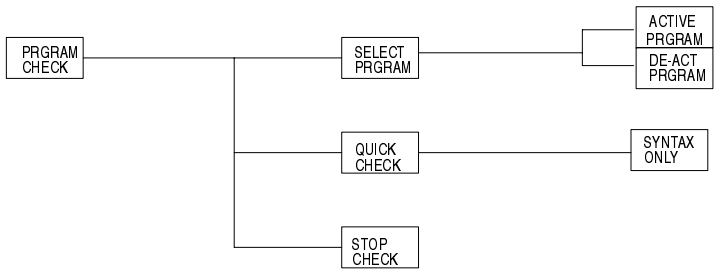 PRGRAM
CHECK
SELECT
PRGRAM
ACTIVE
PRGRAM
DE-ACT
PRGRAM
QUICK
CHECK
SYNTAX
ONLY
STOP
CHECK